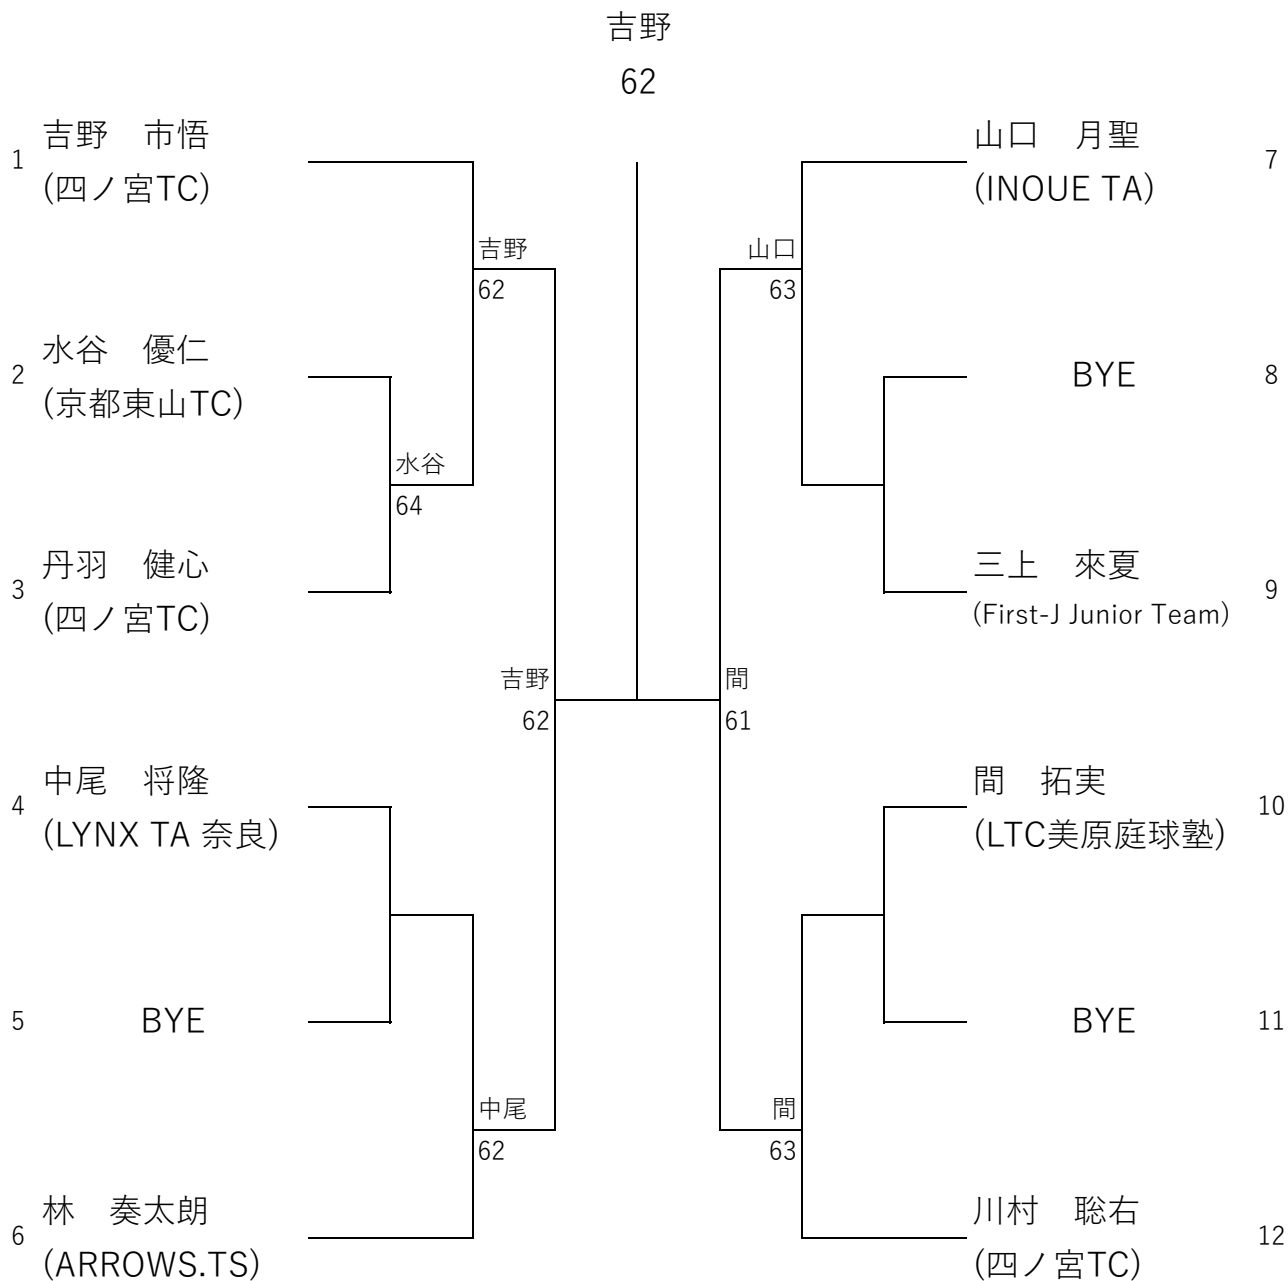 吉野
62
1
吉野　市悟
(四ノ宮TC)
吉野
62
2
水谷　優仁
(京都東山TC)
水谷
64
3
丹羽　健心
(四ノ宮TC)
吉野
62
4
中尾　将隆
(LYNX TA 奈良)
5
BYE
中尾
62
6
林　奏太朗
(ARROWS.TS)
山口　月聖
(INOUE TA)
7
山口
63
BYE
8
三上　來夏
(First-J Junior Team)
9
間
61
間　拓実
(LTC美原庭球塾)
10
BYE
11
間
63
川村　聡右
(四ノ宮TC)
12